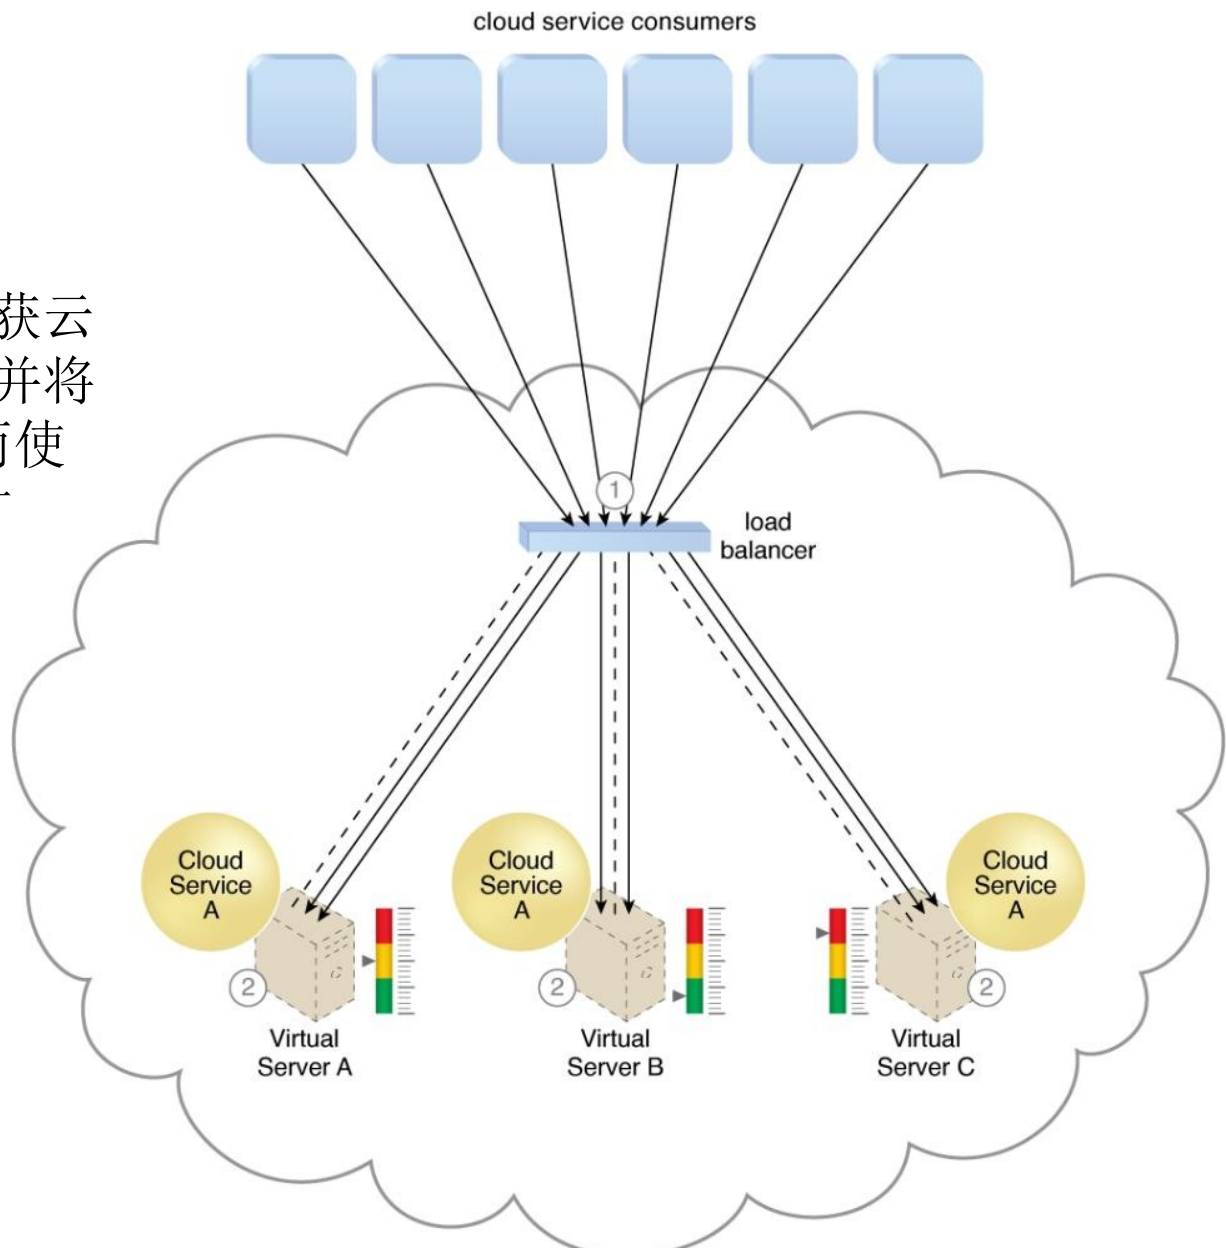 cloud service consumers
获云
并将
使
1
load
balancer
Cloud
Service
A
Cloud
Service
A
Cloud
Service
A
2
2
2
Virtual
Server A
Virtual
Server B
Virtual
Server C